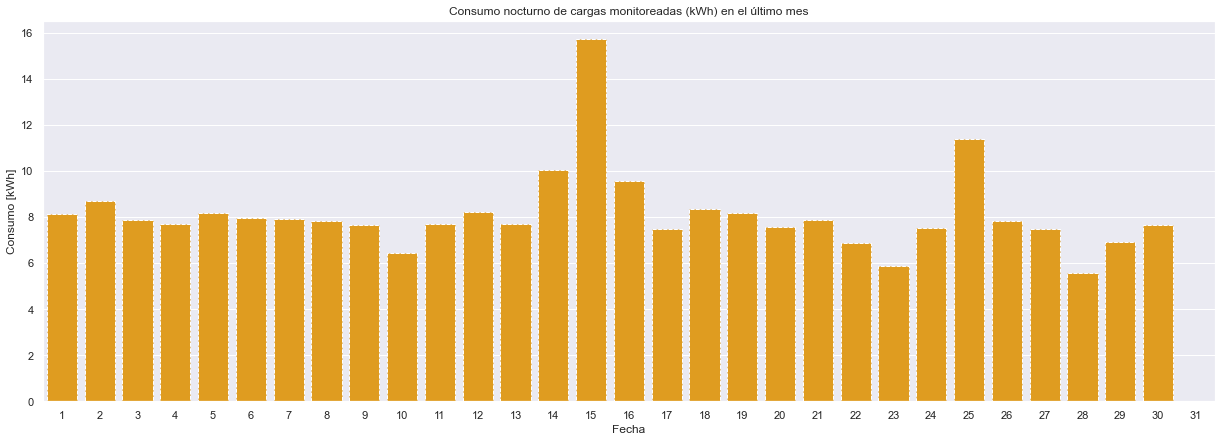 Consumo nocturno de cargas monitoreadas (kWh) en el último mes
Consumo [kWh]
16
14
12
10
8
6
4
2
0
1 2 3 4 5 6 7 8 9 10 11 12 13 14 15 16 17 18 19 20 21 22 23 24 25 26 27 28 29 30 31
Fecha